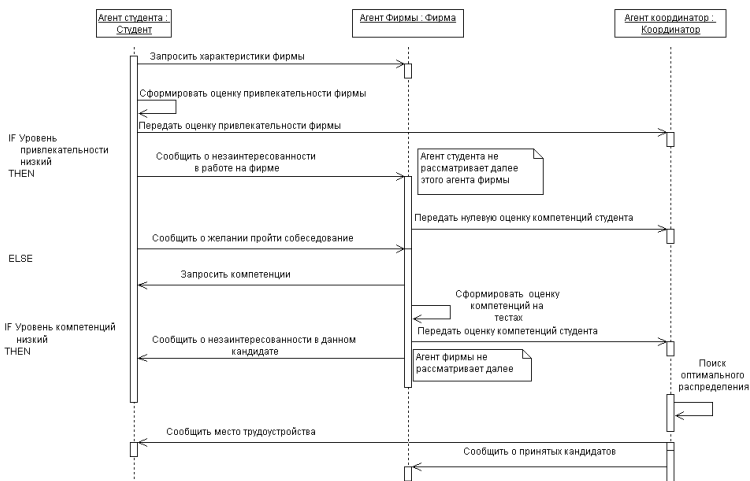 Агент студента :
Студент
Агент Фирмы : Фирма
Агент координатор :
Координатор
Запросить характеристики фирмы
Сформировать оценку привлекательности фирмы
Передать оценку привлекательности фирмы
IF Уровень
привлекательности
низкий
THEN
Сообщить о незаинтересованности
в работе на фирме
Агент студента не
рассматривает далее
этого агента фирмы
Передать нулевую оценку компетенций студента
Сообщить о желании пройти собеседование
ELSE
Запросить компетенции
Сформировать оценку
компетенций на
тестах
IF Уровень компетенций
низкий
THEN
Передать оценку компетенций студента
Сообщить о незаинтересованности в данном
кандидате
Агент фирмы не
рассматривает далее
Поиск
оптимального
распределения
Сообщить место трудоустройства
Сообщить о принятых кандидатов